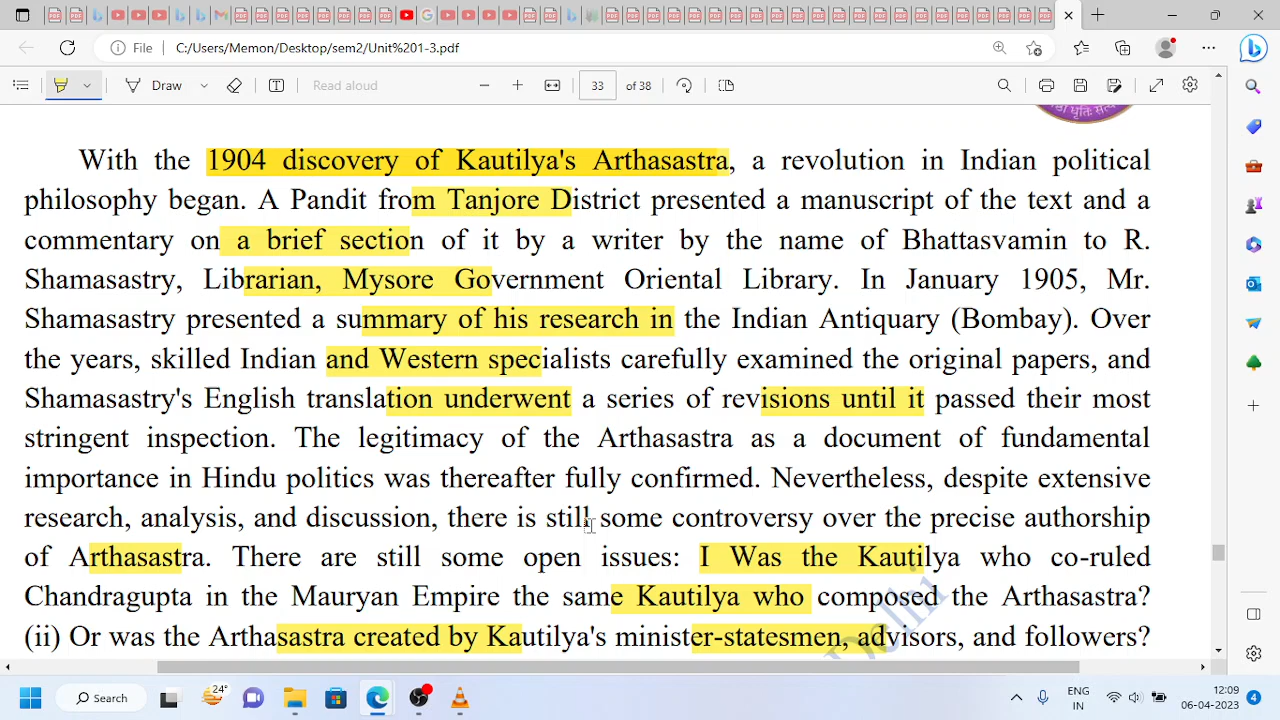 File
C:/Users/Memon/Desktop/sem2/Unit%201-3.pdf
Draw
Read aloud
33
of 38
With the 1904 discovery of Kautilya's Arthasastra, a revolution in Indian political
philosophy began. A Pandit from Tanjore District presented a manuscript of the text and a
commentary on a brief section of it by a writer by the name of Bhattasvamin to R.
Shamasastry, Librarian, Mysore Government Oriental Library. In January 1905, Mr.
Shamasastry presented a summary of his research in the Indian Antiquary (Bombay). Over
the years, skilled Indian and Western specialists carefully examined the original papers, and
Shamasastry's English translation underwent a series of revisions until it passed their most
stringent inspection. The legitimacy of the Arthasastra as a document of fundamental
importance in Hindu politics was thereafter fully confirmed. Nevertheless, despite extensive
research, analysis, and discussion, there is still some controversy over the precise authorship
of Arthasastra. There are still some open issues: I Was the Kautilya who co-ruled
Chandragupta in the Mauryan Empire the same Kautilya who composed the Arthasastra?
(ii) Or was the Arthasastra created by Kautilya's minister-statesmen, advisors, and followers?
Search
24°
ENG
IN
12:09
06-04-2023
4